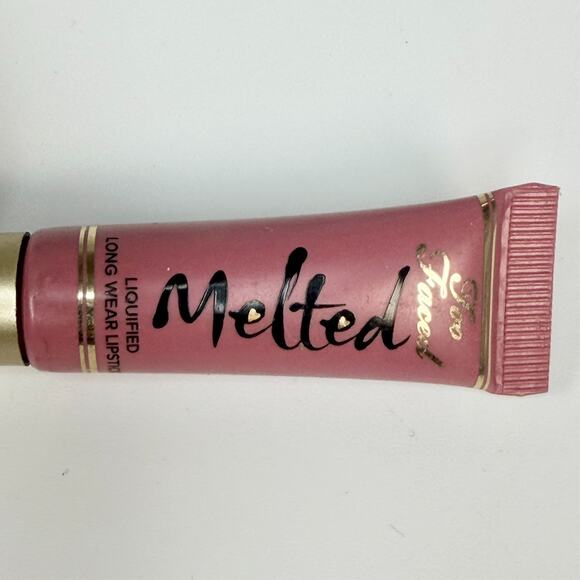 Too
Faced
Melted
LIQUIFIED
LONG WEAR LIPSTIC